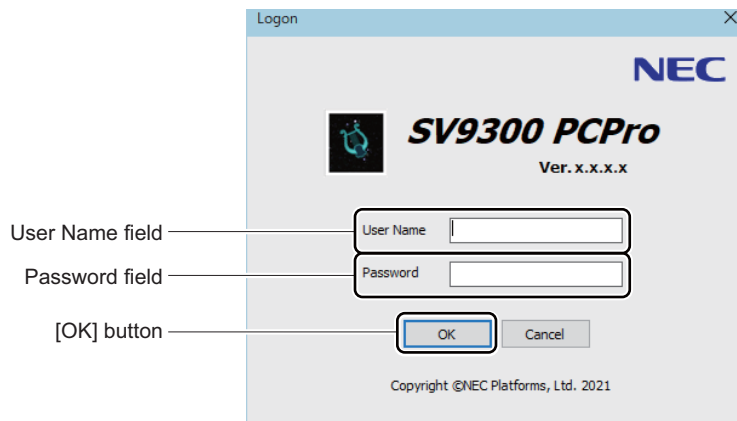 Logon
NEC
SV9300 PCPro
Ver. x.x.x.x
User Name field
User Name
Password field
Password
[OK] button
OK
Cancel
Copyright ©NEC Platforms, Ltd. 2021